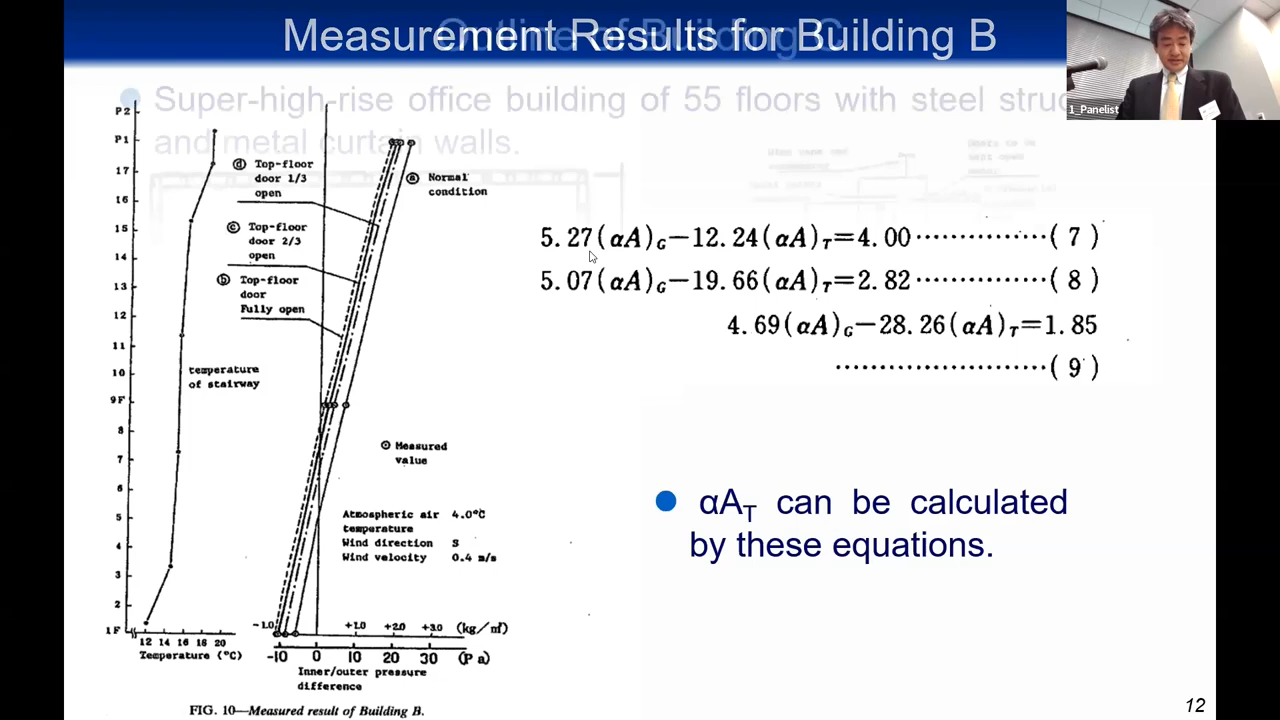 Measurement Results for Building B
Outline of Building C
Super-high-rise office building of 55 floors with steel
and metal curtain walls.
1_Panelist
P2
P1
17
16
15
14
13
12
11
10
9F
8
7
6
5
4
3
2
1F
ⓓ Top-floor
door 1/3
open
ⓐ Normal
condition
ⓒ Top-floor
door 2/3
open
ⓑ Top-floor
door
Fully open
temperature
of stairway
⊙ Measured
value
Atmospheric air 4.0°C
temperature
Wind direction S
Wind velocity 0.4 m/s
12 14 16 18 20
Temperature (°C)
-1.0 +1.0 +2.0 +3.0 (kg/㎡)
-10 0 10 20 30 (Pa)
Inner/outer pressure
difference
FIG. 10—Measured result of Building B.
5.27(αA)G−12.24(αA)T=4.00 ··············( 7 )
5.07(αA)G−19.66(αA)T=2.82 ··············( 8 )
4.69(αA)G−28.26(αA)T=1.85
·······················( 9 )
● αAT can be calculated
by these equations.
12